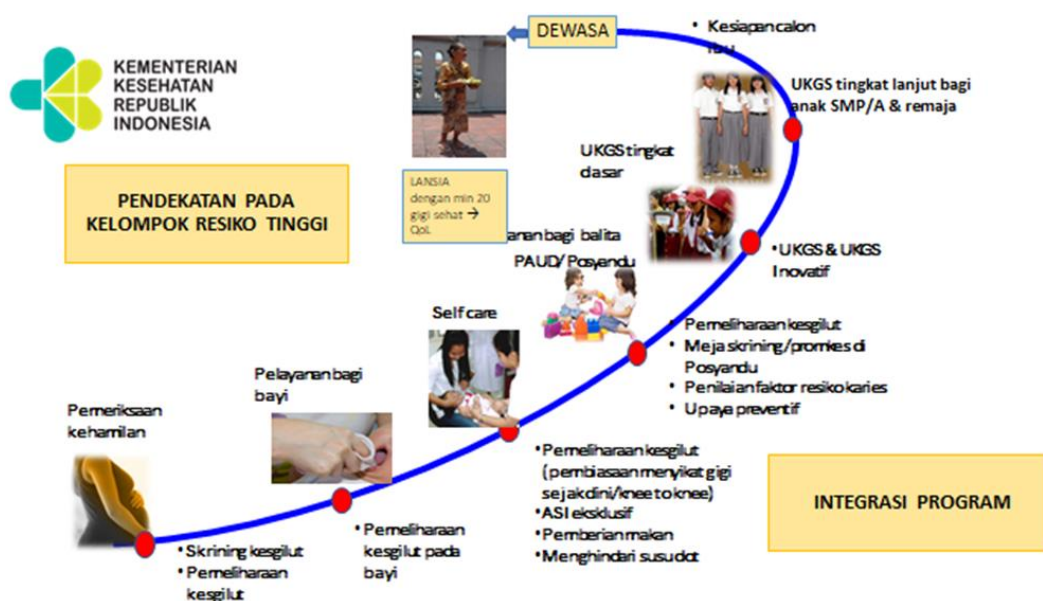 KEMENTERIAN
KESEHATAN
REPUBLIK
INDONESIA
PENDEKATAN PADA
KELOMPOK RESIKO TINGGI
DEWASA
• Kesiapan calon
ibu
UKGS tingkat lanjut bagi
anak SMP/A & remaja
UKGS tingkat
dasar
LANSIA
dengan min 20
gigi sehat →
QoL
anan bagi balita
PAUD/ Posyandu
• UKGS & UKGS
Inovatif
Self care
• Pemeliharaan kesgilut
• Meja skrining/promkes di
Posyandu
• Penilaian faktor resiko karies
• Upaya preventif
Pelayanan bagi
bayi
Pemeriksaan
kehamilan
• Pemeliharaan kesgilut
(pembiasaan menyikat gigi
sejak dini/knee to knee)
• ASI eksklusif
• Pemberian makan
• Menghindari susu dot
INTEGRASI PROGRAM
• Pemeliharaan
kesgilut pada
bayi
• Skrining kesgilut
• Pemeliharaan
kesgilut